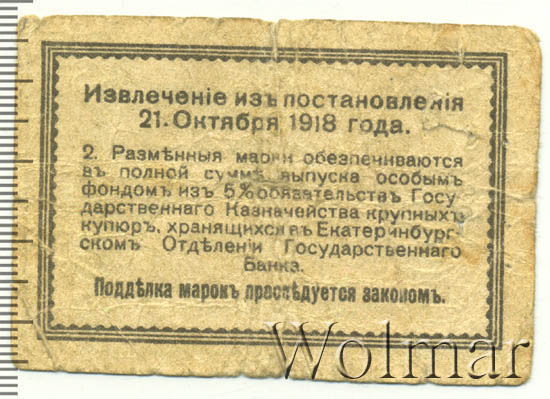 Извлеченіе изъ постановленія
21. Октября 1918 года.
2. Размѣнныя марки обезпечиваются
въ полной суммѣ выпуска особымъ
фондомъ изъ 5% обязательствъ Госу
дарственнаго Казначейства крупныхъ
купюръ, хранящихся въ Екатеринбург-
скомъ Отдѣленіи Государственнаго
Банка.
Поддѣлка марокъ преслѣдуется закономъ.
Wolmar